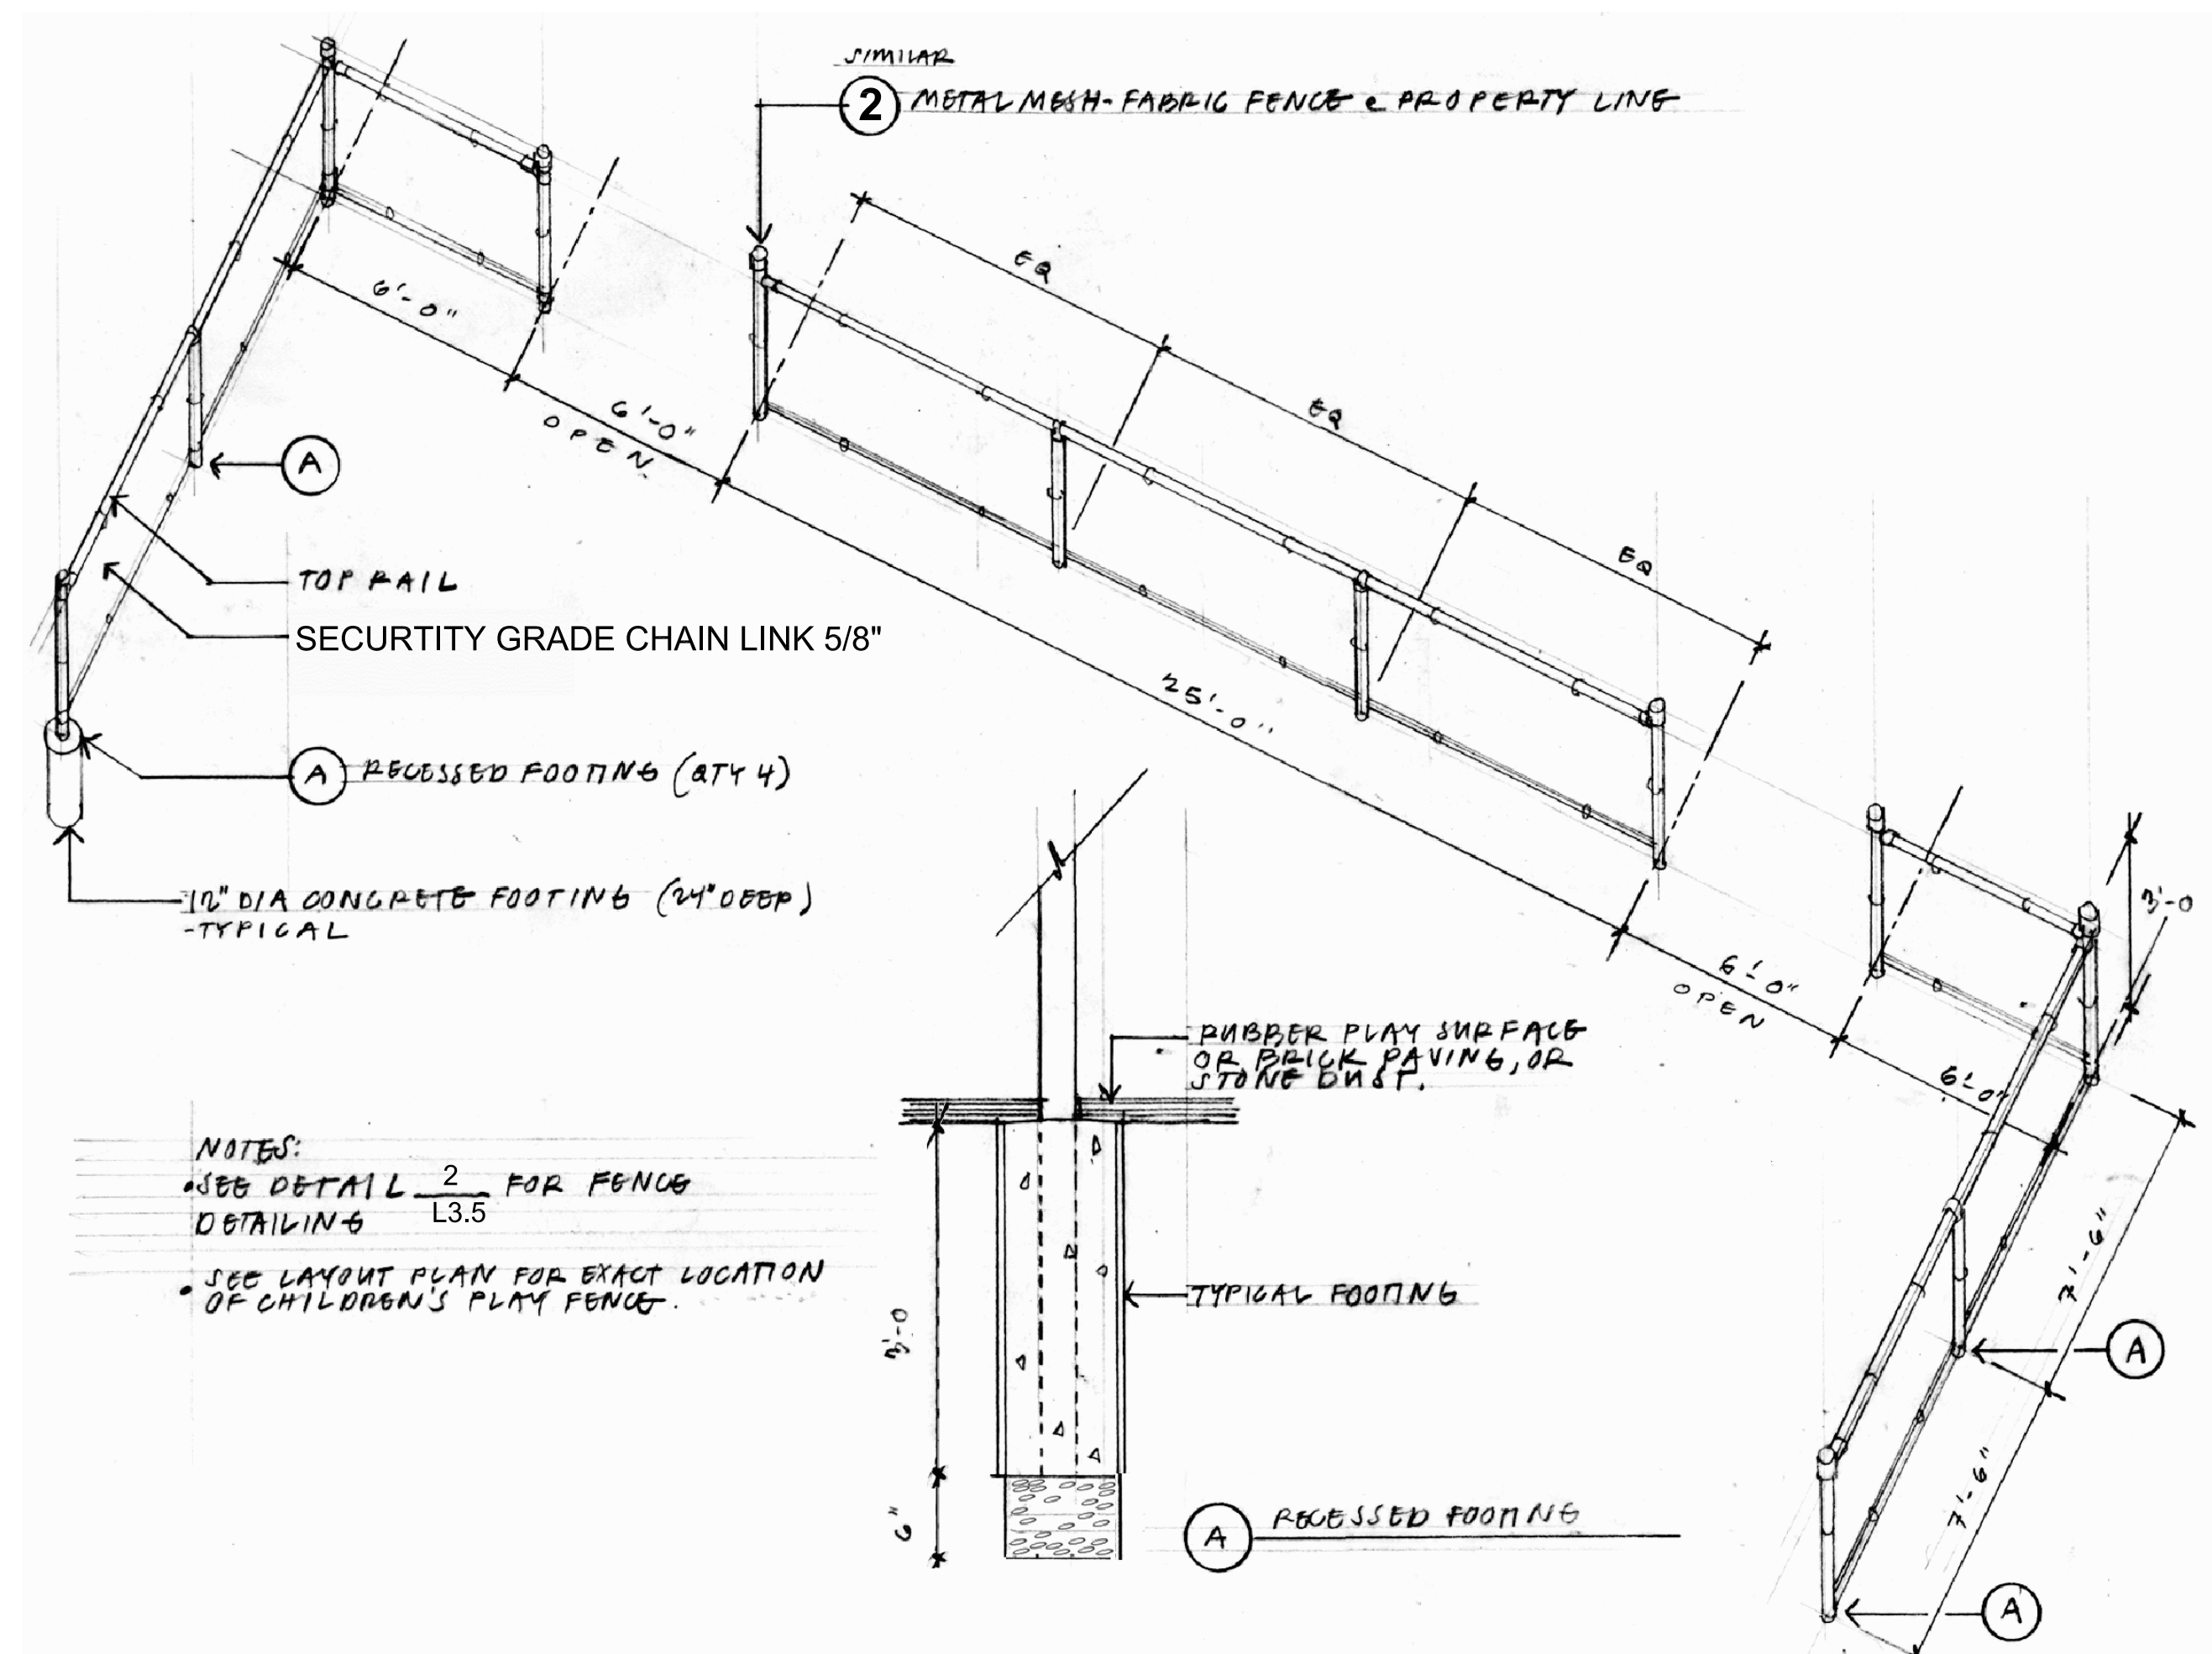 SIMILAR
2 METAL MESH-FABRIC FENCE @ PROPERTY LINE
EQ
EQ
EQ
6'-0"
6'-0"
OPEN
25'-0"
6'-0"
OPEN
6'-0"
3'-0
7'-6"
7'-6"
A
TOP RAIL
SECURTITY GRADE CHAIN LINK 5/8"
A RECESSED FOOTING (QTY 4)
12" DIA CONCRETE FOOTING (24" DEEP)
-TYPICAL
RUBBER PLAY SURFACE
OR BRICK PAVING, OR
STONE DUST.
TYPICAL FOOTING
3'-0
6"
A RECESSED FOOTING
A
A
NOTES:
• SEE DETAIL 2 FOR FENCE
DETAILING L3.5
• SEE LAYOUT PLAN FOR EXACT LOCATION
OF CHILDREN'S PLAY FENCE.